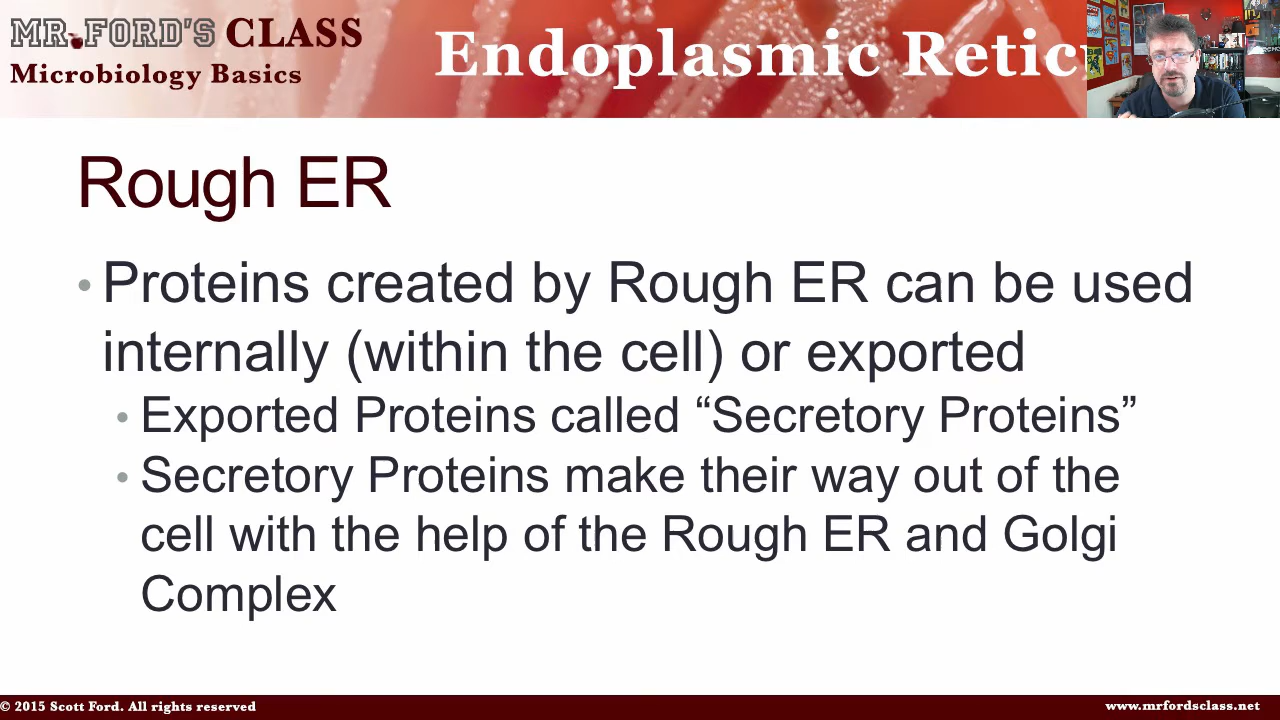 MR. FORD'S CLASS
Microbiology Basics
Endoplasmic Retic
Rough ER
• Proteins created by Rough ER can be used
internally (within the cell) or exported
• Exported Proteins called “Secretory Proteins”
• Secretory Proteins make their way out of the
cell with the help of the Rough ER and Golgi
Complex
© 2015 Scott Ford. All rights reserved
www.mrfordsclass.net